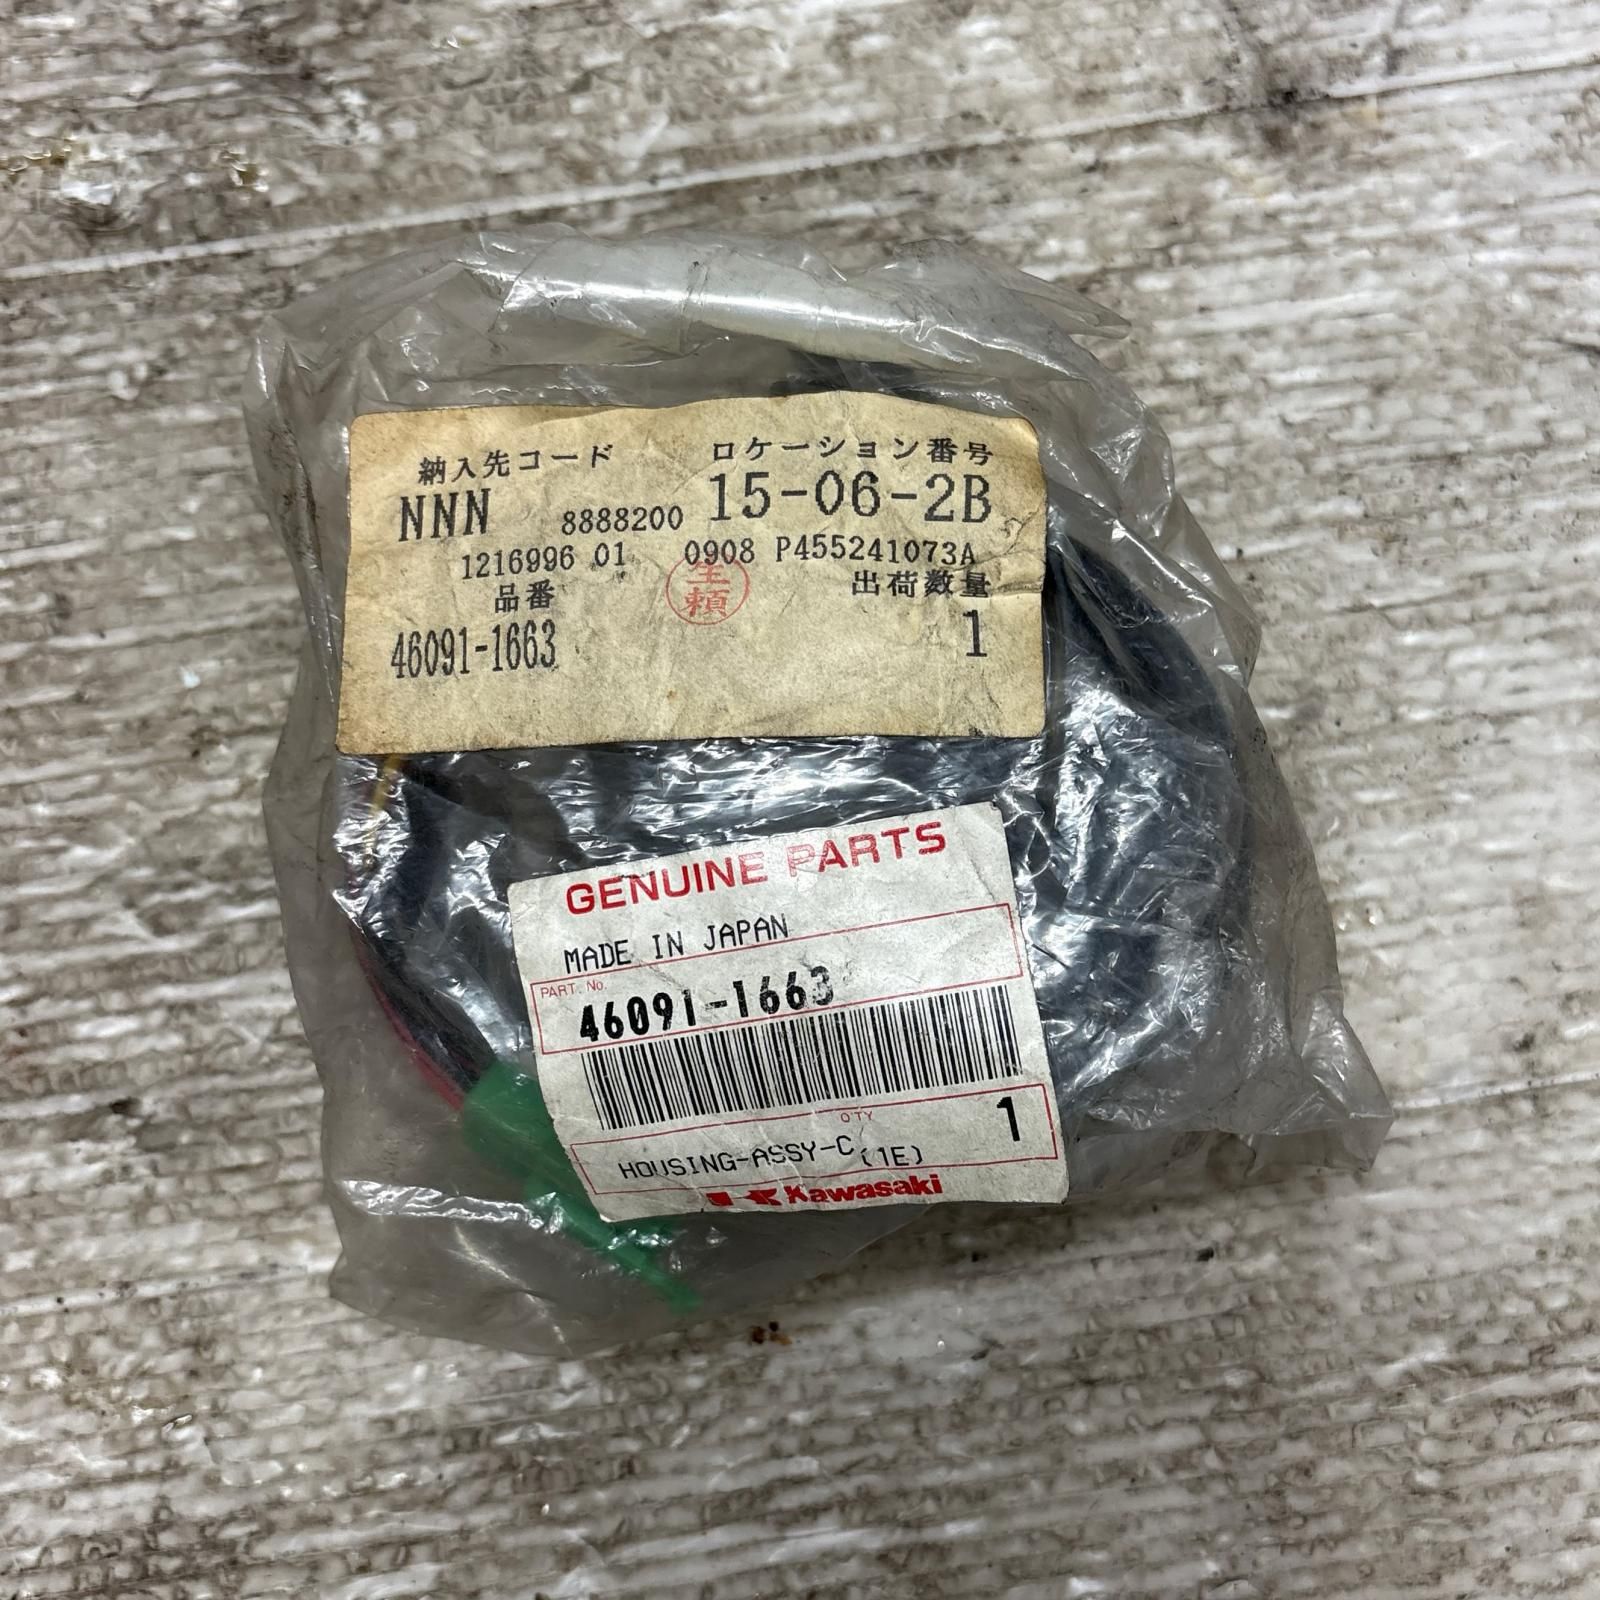 納入先コード ロケーション番号
NNN 8888200 15-06-2B
1216996 01 0908 P455241073A
品番 出荷数量
46091-1663 1
GENUINE PARTS
MADE IN JAPAN
PART. No.
46091-1663
Q'TY 1
HOUSING-ASSY-C(1E)
Kawasaki